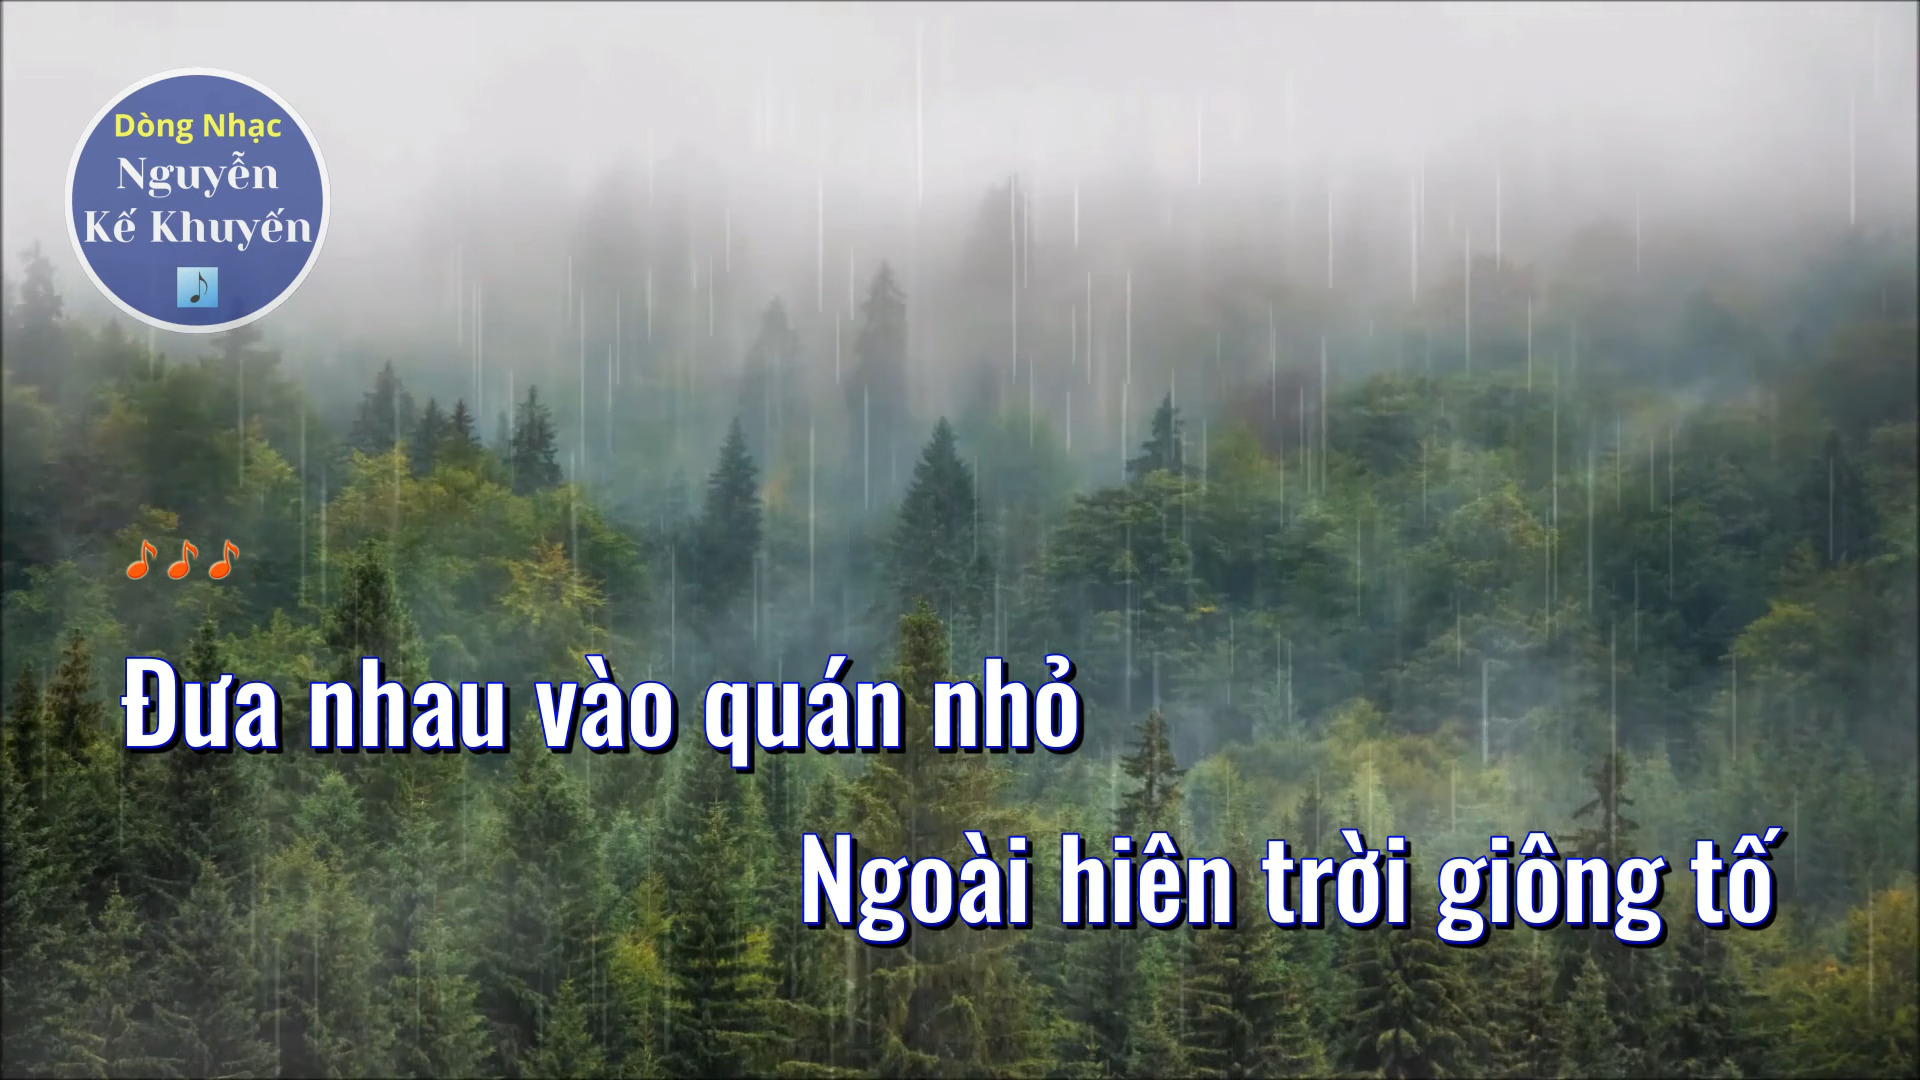 Dòng Nhạc
Nguyễn
Kế Khuyến
Đưa nhau vào quán nhỏ
Ngoài hiên trời giông tố